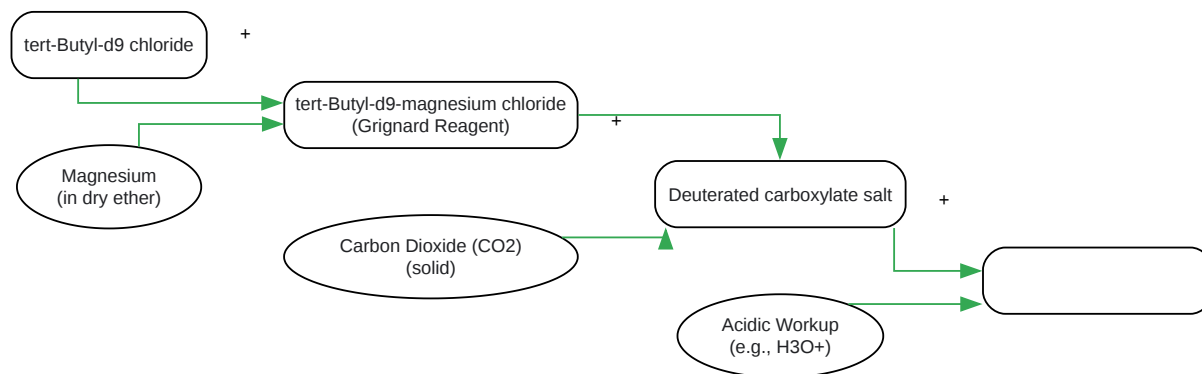 tert-Butyl-d9 chloride
+
tert-Butyl-d9-magnesium chloride
(Grignard Reagent)
+
Magnesium
(in dry ether)
Deuterated carboxylate salt
+
Carbon Dioxide (CO2)
(solid)
Acidic Workup
(e.g., H3O+)